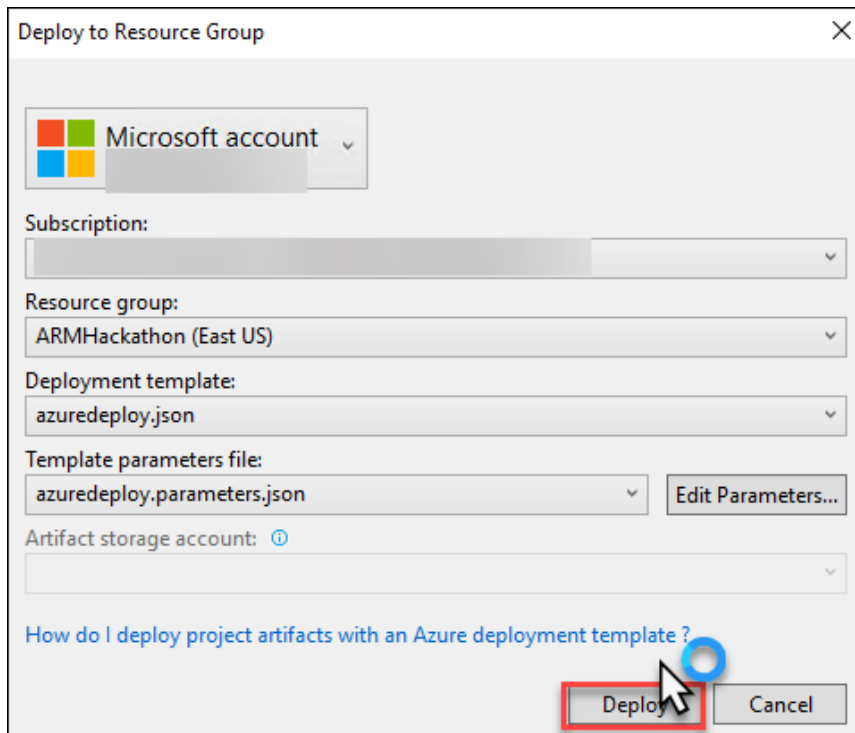 Deploy to Resource Group
Microsoft account
Subscription:
Resource group:
ARMHackathon (East US)
Deployment template:
azuredeploy.json
Template parameters file:
azuredeploy.parameters.json
Edit Parameters...
Artifact storage account:
How do I deploy project artifacts with an Azure deployment template ?
Deploy
Cancel